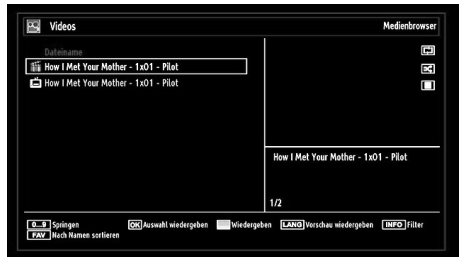 Videos Medienbrowser
Dateiname
How I Met Your Mother - 1x01 - Pilot
How I Met Your Mother - 1x01 - Pilot
How I Met Your Mother - 1x01 - Pilot
1/2
0...9 Springen OK Auswahl wiedergeben Wiedergeben LANG Vorschau wiedergeben INFO Filter
FAV Nach Namen sortieren